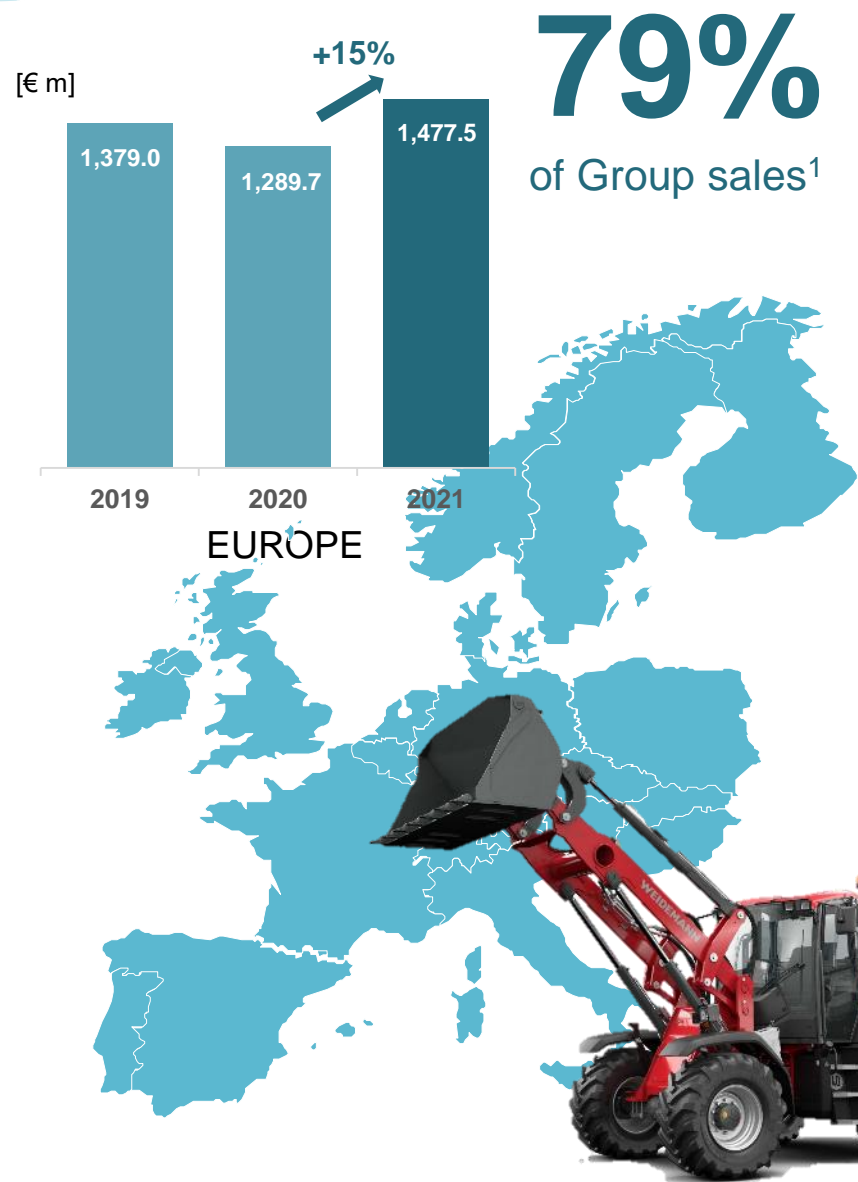 79%
of Group sales¹
+15%
[€ m]
1,379.0
1,289.7
1,477.5
2019
2020
2021
EUROPE
WEIDEMANN